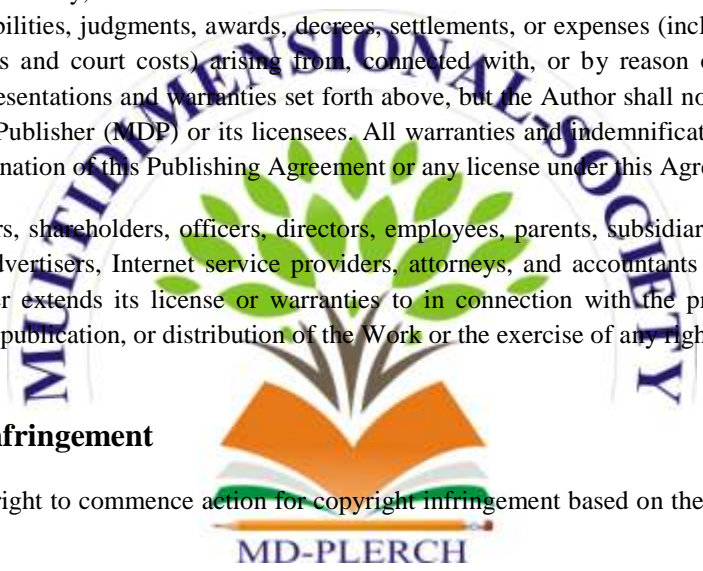 bilities, judgments, awards, decrees, settlements, or expenses (incl
s and court costs) arising from, connected with, or by reason
esentations and warranties set forth above, but the Author shall no
Publisher (MDP) or its licensees. All warranties and indemnificat
nation of this Publishing Agreement or any license under this Agre
rs, shareholders, officers, directors, employees, parents, subsidiar
dvertisers, Internet service providers, attorneys, and accountants
er extends its license or warranties to in connection with the pr
publication, or distribution of the Work or the exercise of any righ
nfringement
right to commence action for copyright infringement based on the
MULTIDIMENSIONAL-SOCIETY
MD-PLERCH